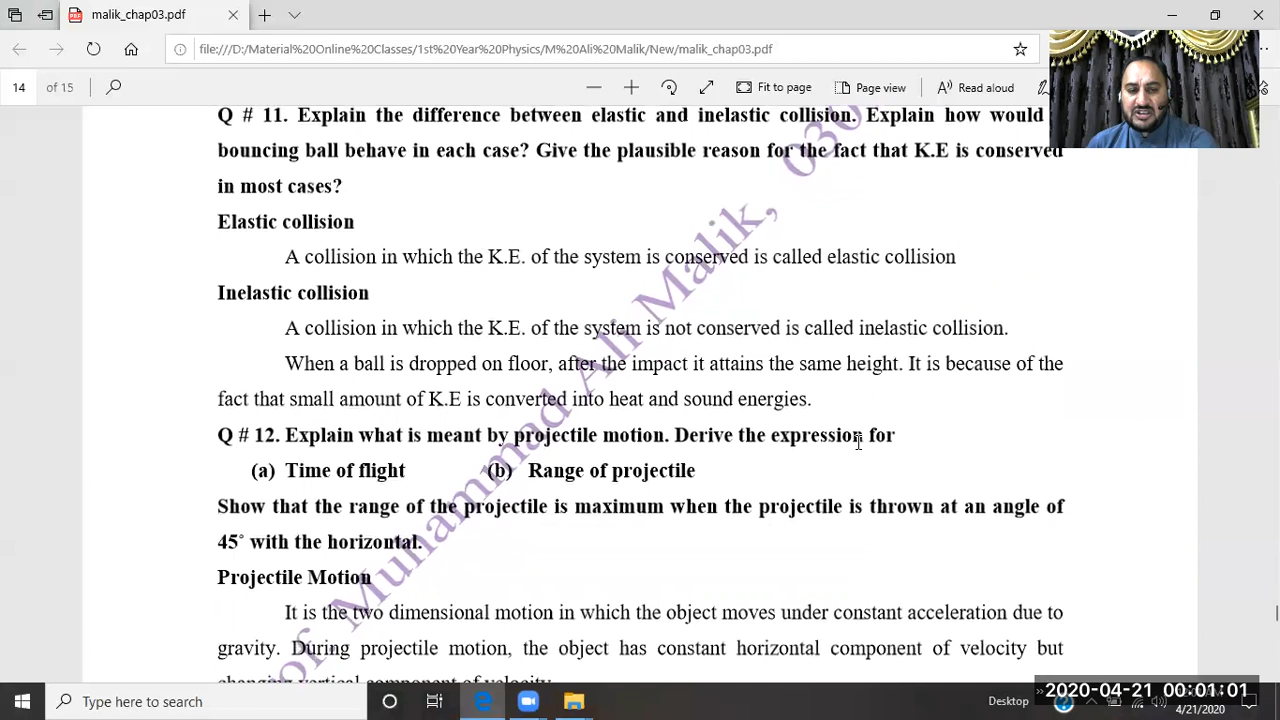 malik_chap03.pdf
file:///D:/Material%20Online%20Classes/1st%20Year%20Physics/M%20Ali%20Malik/New/malik_chap03.pdf
14 of 15
Fit to page
Page view
Read aloud
Q # 11. Explain the difference between elastic and inelastic collision. Explain how would
bouncing ball behave in each case? Give the plausible reason for the fact that K.E is conserved
in most cases?
Elastic collision
A collision in which the K.E. of the system is conserved is called elastic collision
Inelastic collision
A collision in which the K.E. of the system is not conserved is called inelastic collision.
When a ball is dropped on floor, after the impact it attains the same height. It is because of the
fact that small amount of K.E is converted into heat and sound energies.
Q # 12. Explain what is meant by projectile motion. Derive the expression for
(a) Time of flight (b) Range of projectile
Show that the range of the projectile is maximum when the projectile is thrown at an angle of
45˚ with the horizontal.
Projectile Motion
It is the two dimensional motion in which the object moves under constant acceleration due to
gravity. During projectile motion, the object has constant horizontal component of velocity but
changing vertical component of velocity
of. Muhammad Ali Malik, 030
Type here to search
Desktop
2020-04-21 00:01:01
4/21/2020